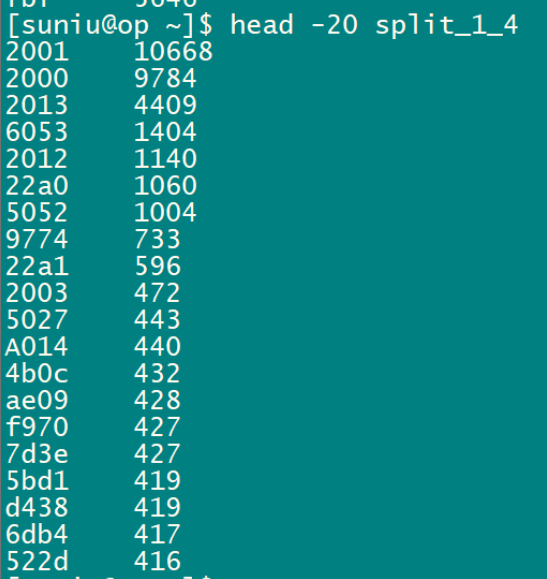 [suniu@op ~]$ head -20 split_1_4
2001 10668
2000 9784
2013 4409
6053 1404
2012 1140
22a0 1060
5052 1004
9774 733
22a1 596
2003 472
5027 443
A014 440
4b0c 432
ae09 428
f970 427
7d3e 427
5bd1 419
d438 419
6db4 417
522d 416